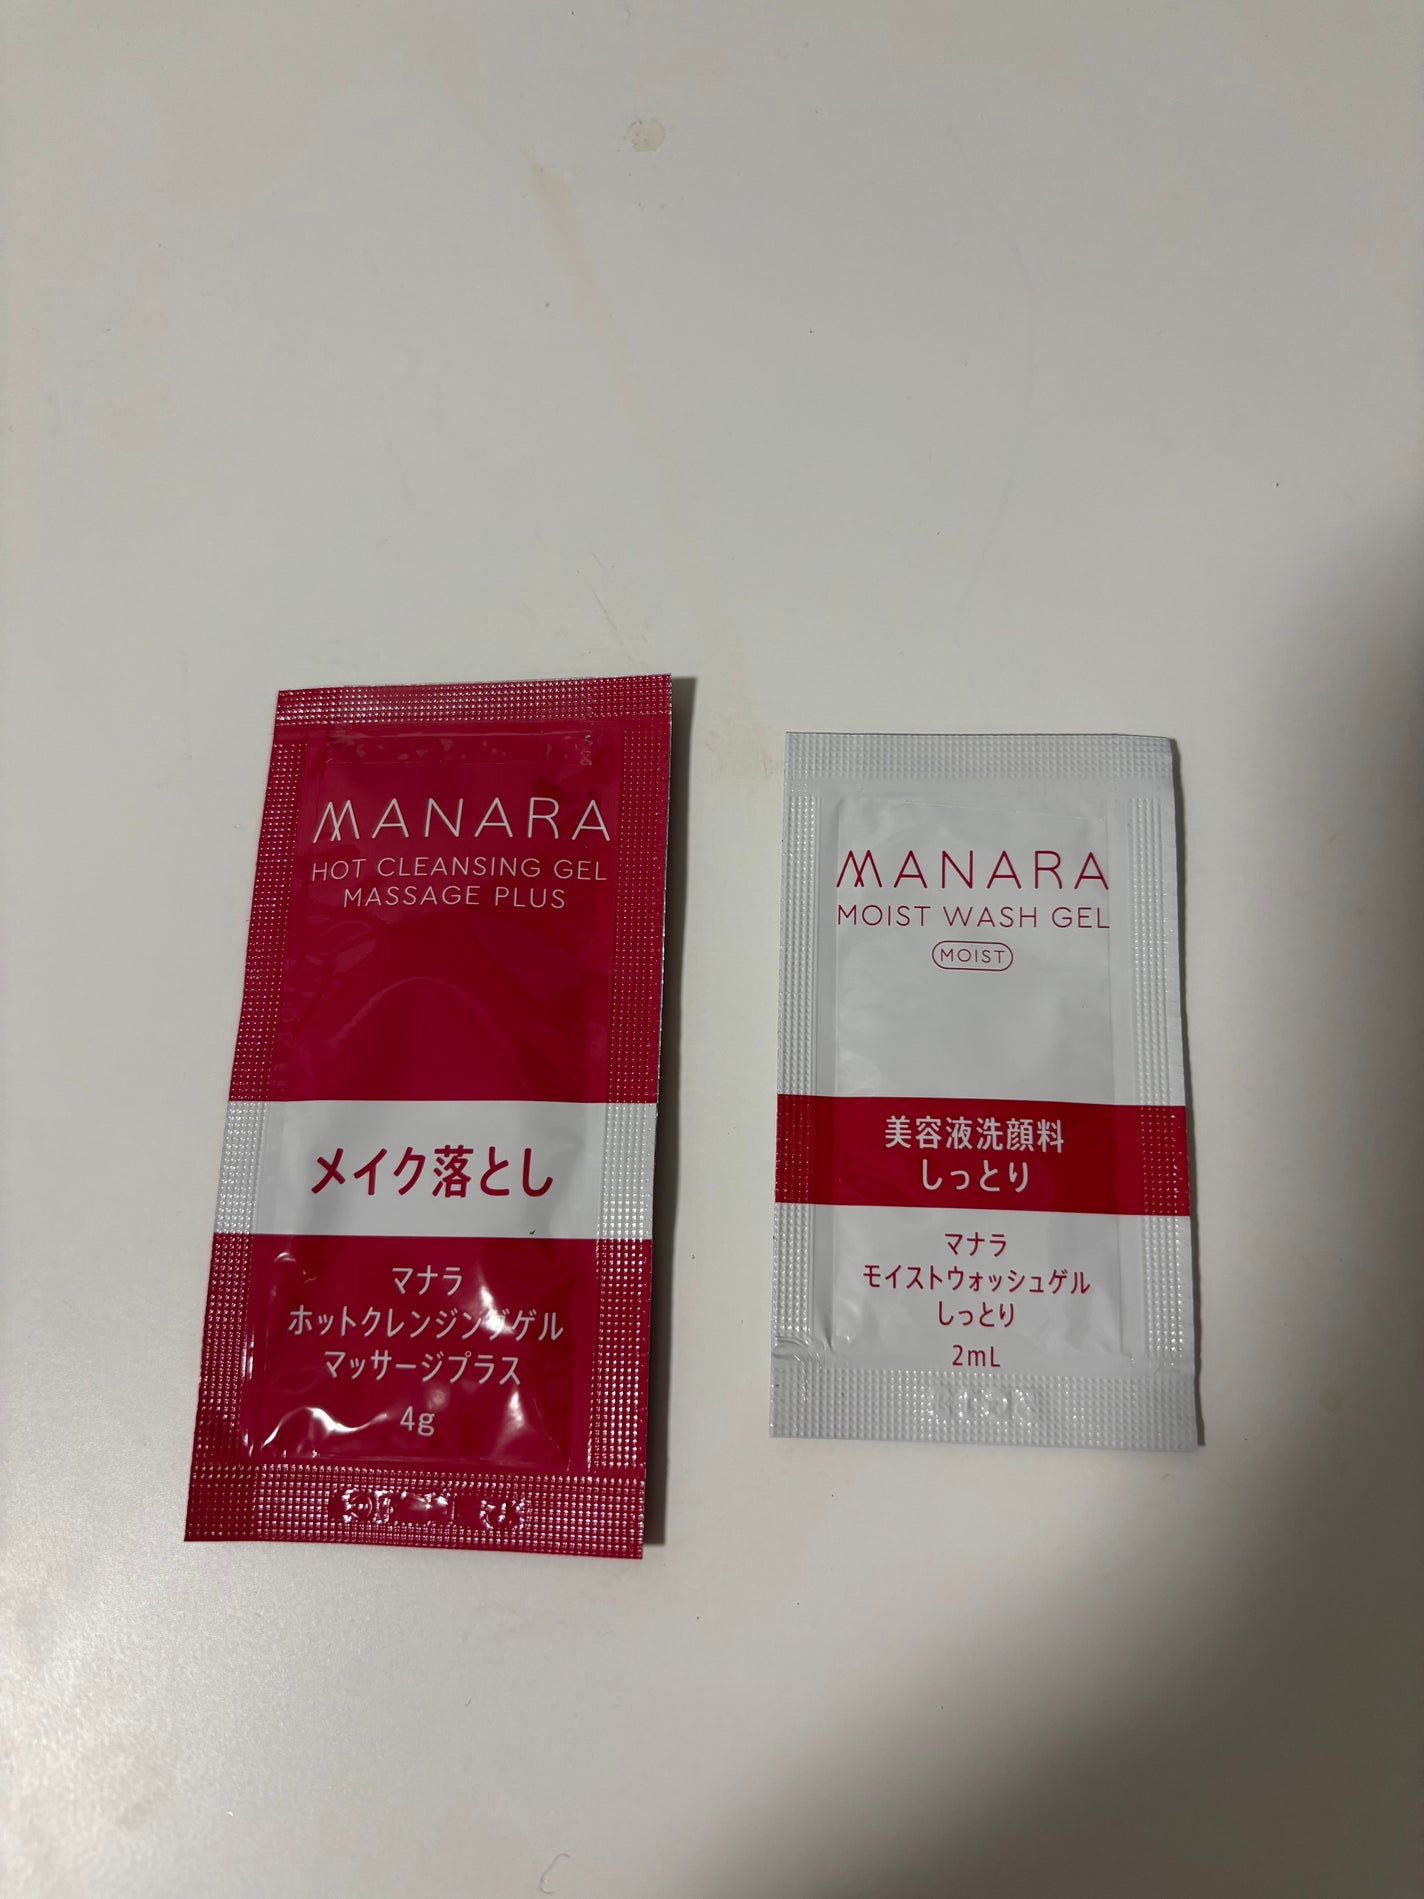 MANARA
HOT CLEANSING GEL
MASSAGE PLUS
メイク落とし
マナラ
ホットクレンジングゲル
マッサージプラス
4g
MANARA
MOIST WASH GEL
MOIST
美容液洗顔料
しっとり
マナラ
モイストウォッシュゲル
しっとり
2mL